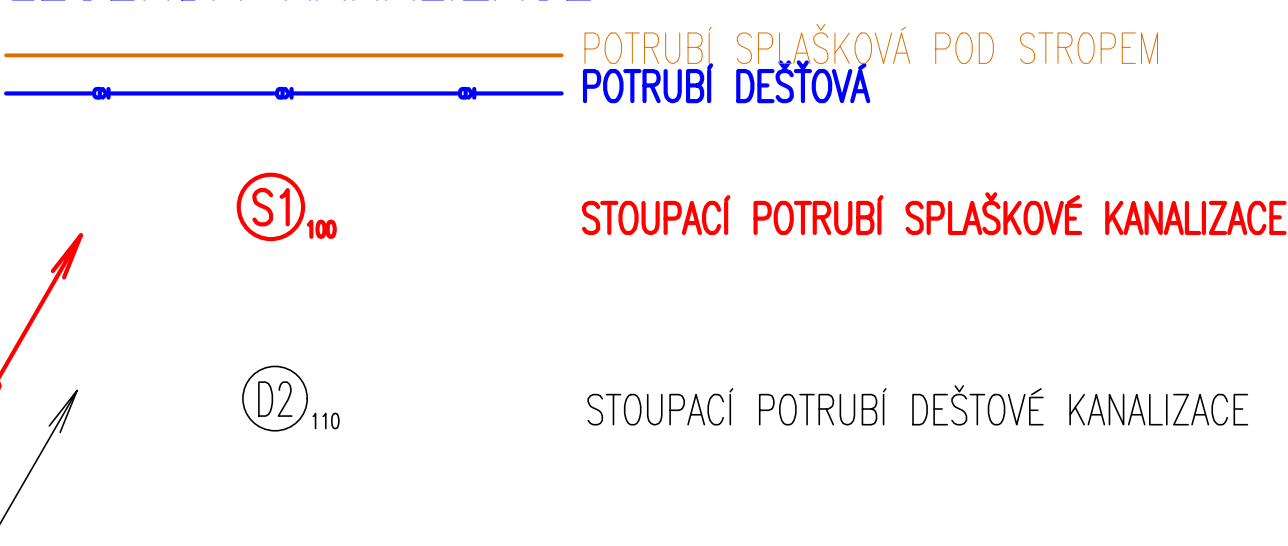 POTRUBÍ SPLAŠKOVÁ POD STROPEM
POTRUBÍ DEŠŤOVÁ
S1 100 STOUPACÍ POTRUBÍ SPLAŠKOVÉ KANALIZACE
D2 110 STOUPACÍ POTRUBÍ DEŠTOVÉ KANALIZACE